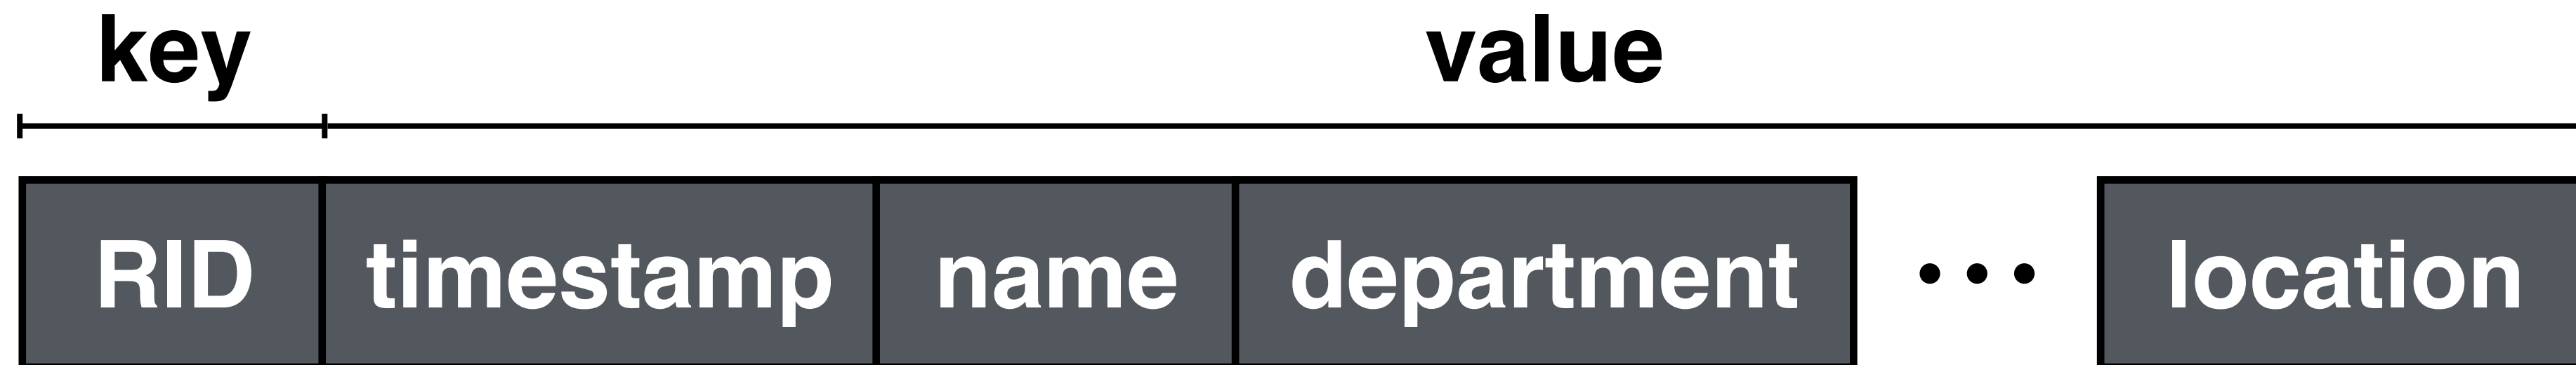 key value
RID timestamp name department ••• location